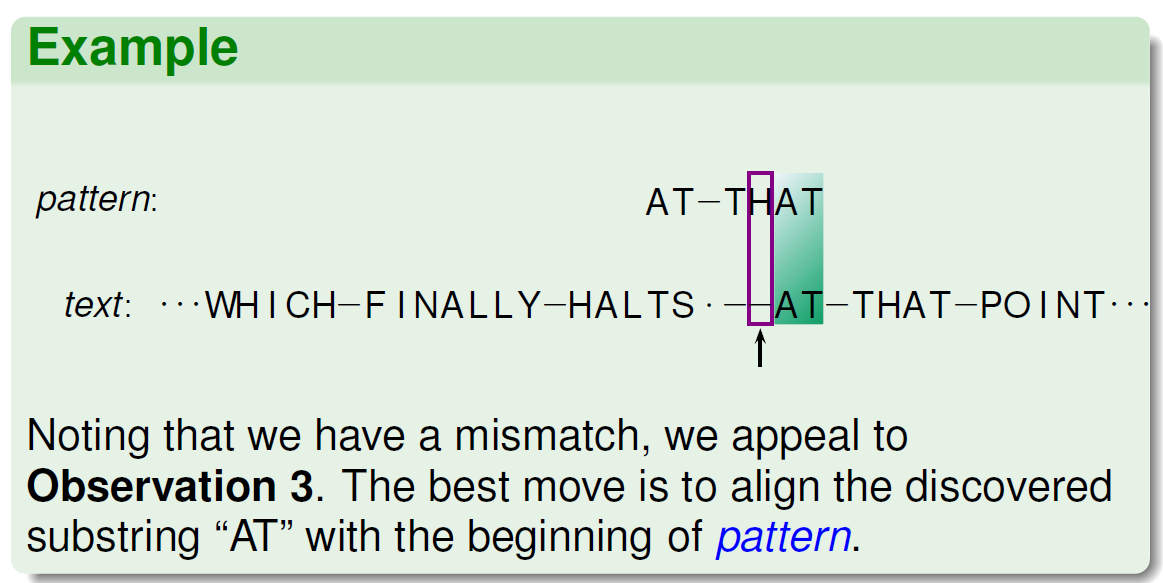 Example
pattern: AT–THAT
text: ···WHICH–FINALLY–HALTS·––AT–THAT–POINT···
Noting that we have a mismatch, we appeal to
Observation 3. The best move is to align the discovered
substring “AT” with the beginning of pattern.